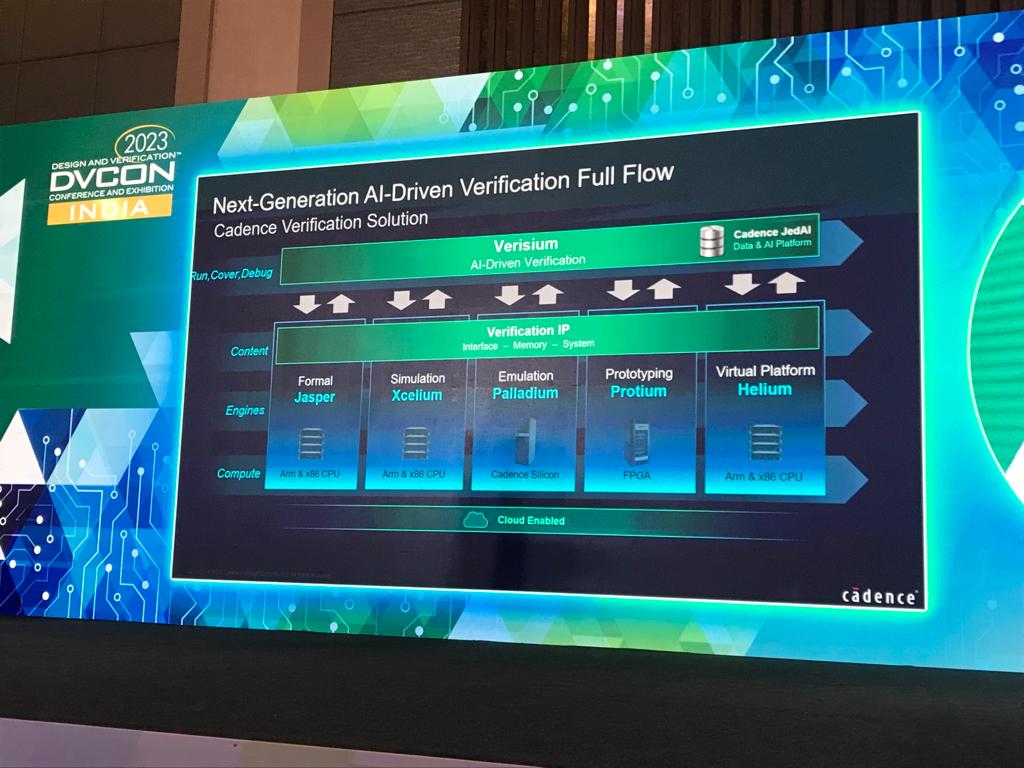 2023
DESIGN AND VERIFICATION™
DVCON
CONFERENCE AND EXHIBITION
INDIA
Next-Generation AI-Driven Verification Full Flow
Cadence Verification Solution
Run,Cover,Debug
Verisium
AI-Driven Verification
Cadence JedAI
Data & AI Platform
Content
Verification IP
Interface – Memory – System
Engines
Formal
Jasper
Simulation
Xcelium
Emulation
Palladium
Prototyping
Protium
Virtual Platform
Helium
Compute
Arm & x86 CPU
Arm & x86 CPU
Cadence Silicon
FPGA
Arm & x86 CPU
Cloud Enabled
cādence®